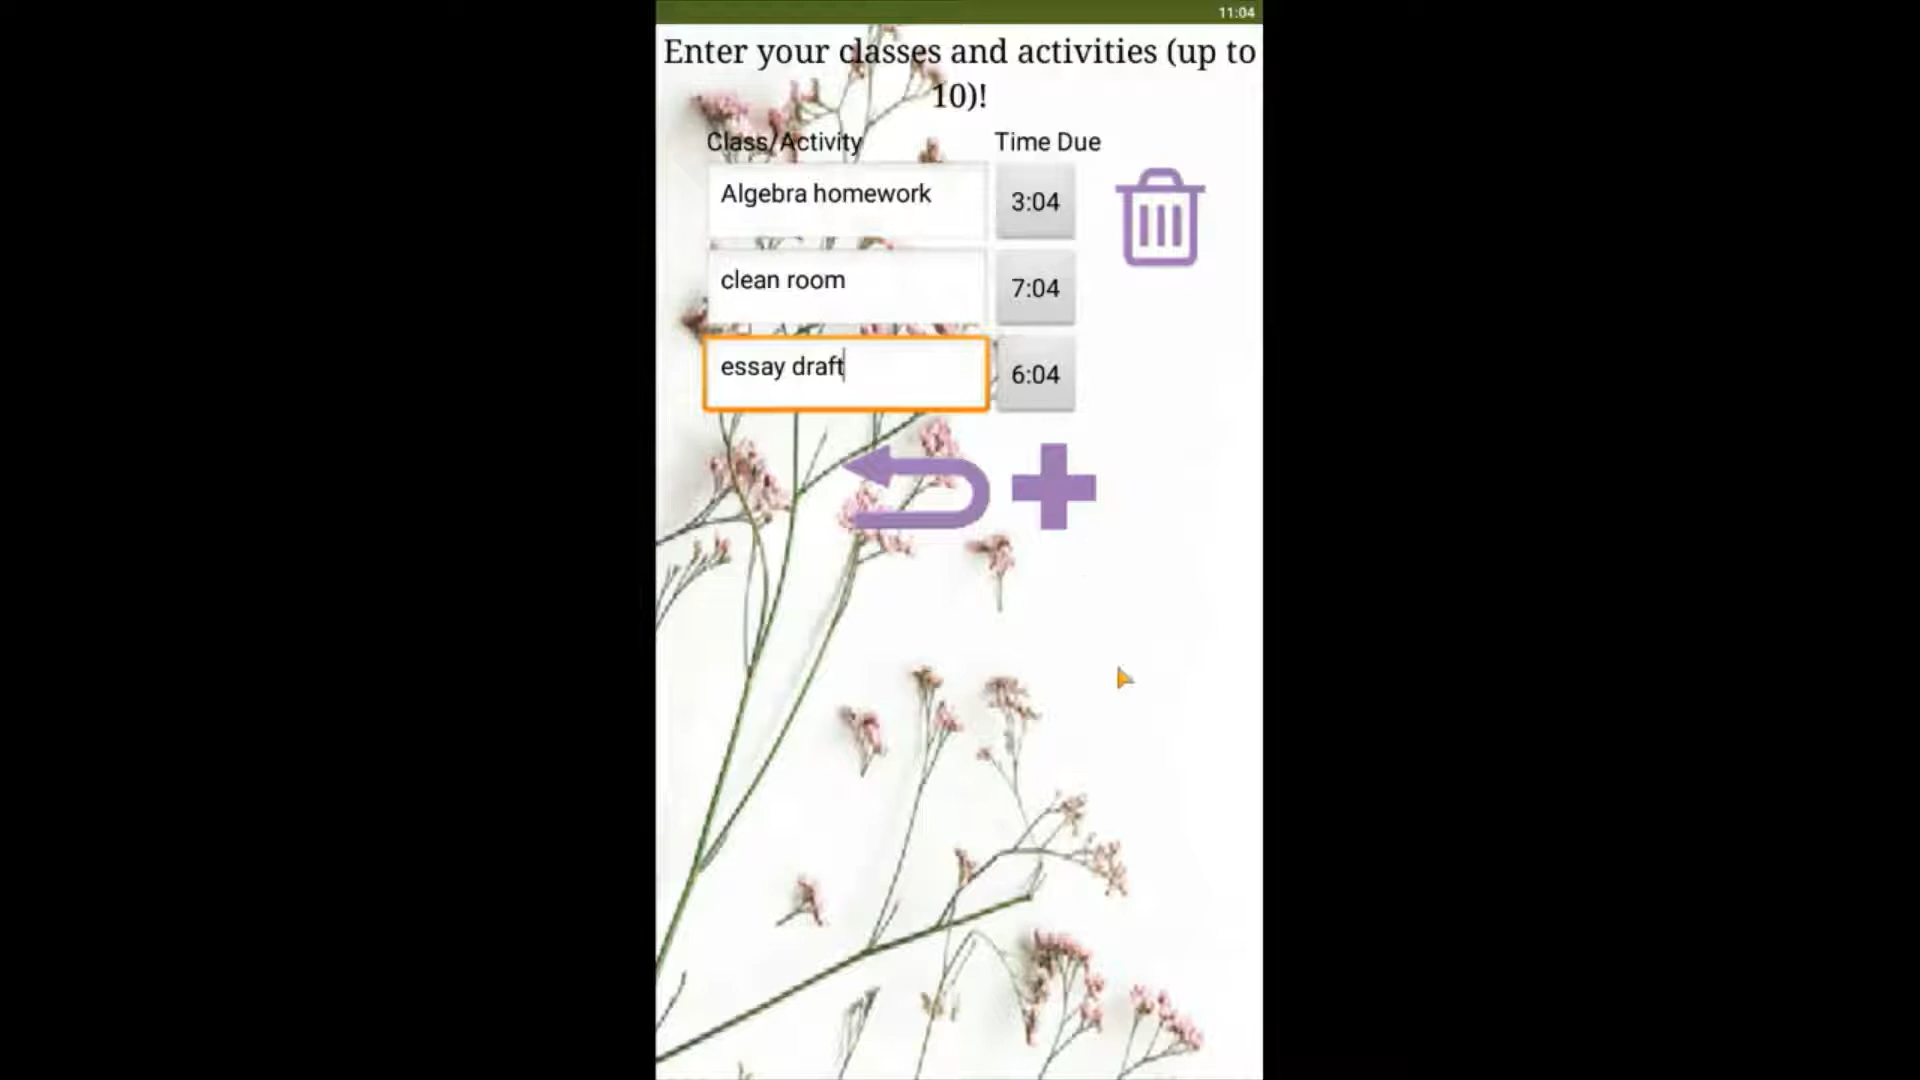 11:04
Enter your classes and activities (up to
10)!
Class/Activity Time Due
Algebra homework 3:04
clean room 7:04
essay draft 6:04